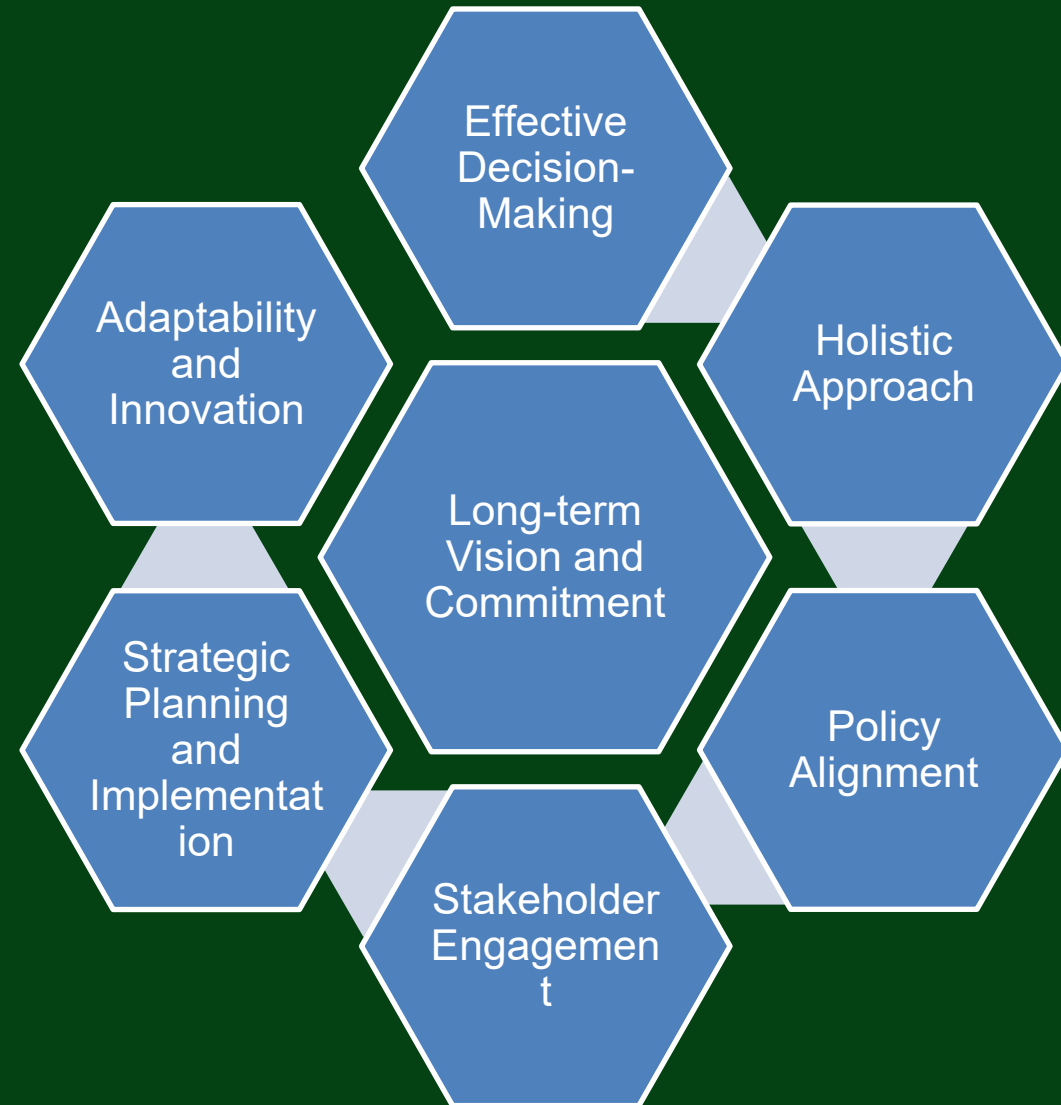 Effective
Decision-
Making
Holistic
Approach
Policy
Alignment
Stakeholder
Engagemen
t
Strategic
Planning
and
Implementat
ion
Adaptability
and
Innovation
Long-term
Vision and
Commitment